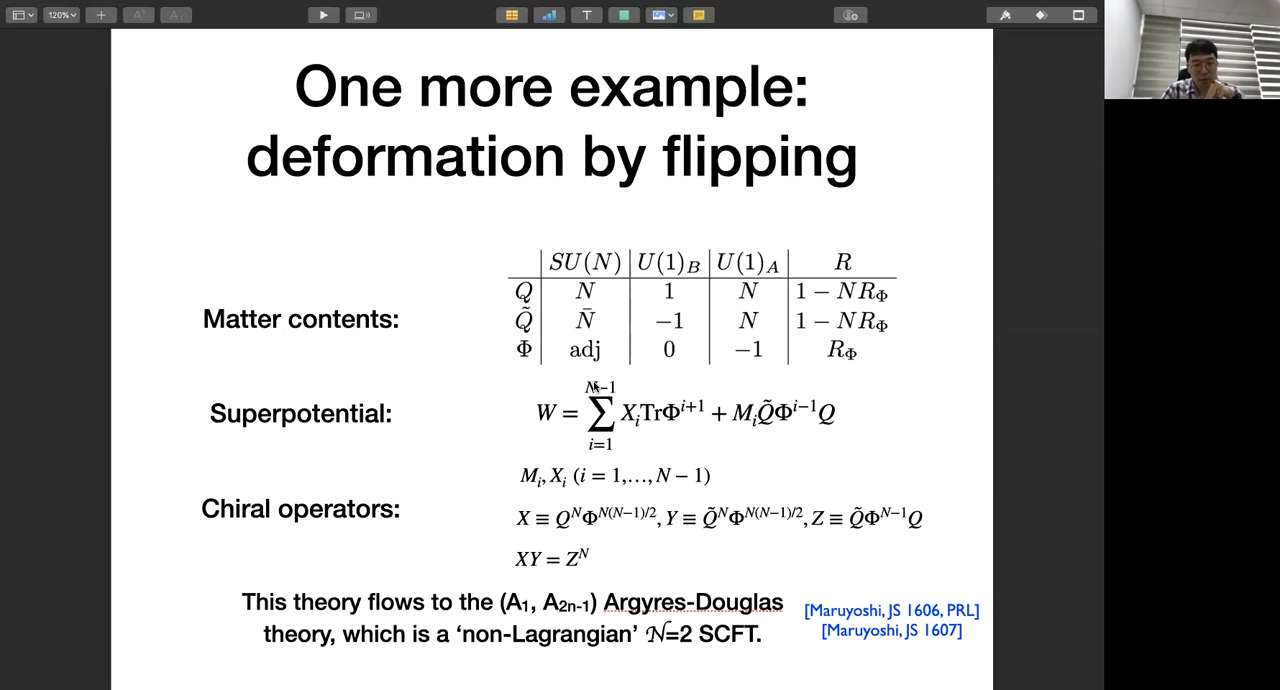 120%
One more example:
deformation by flipping
SU(N) U(1)_B U(1)_A R
Q N 1 N 1 − NR_Φ
Q̃ N̄ −1 N 1 − NR_Φ
Φ adj 0 −1 R_Φ
Matter contents:
Superpotential: W = ∑_{i=1}^{N−1} X_i TrΦ^{i+1} + M_i Q̃Φ^{i−1}Q
M_i, X_i (i = 1,…, N − 1)
Chiral operators:
X ≡ Q^N Φ^{N(N−1)/2}, Y ≡ Q̃^N Φ^{N(N−1)/2}, Z ≡ Q̃Φ^{N−1}Q
XY = Z^N
This theory flows to the (A₁, A₂ₙ₋₁) Argyres-Douglas
theory, which is a ‘non-Lagrangian’ 𝒩=2 SCFT.
[Maruyoshi, JS 1606, PRL]
[Maruyoshi, JS 1607]